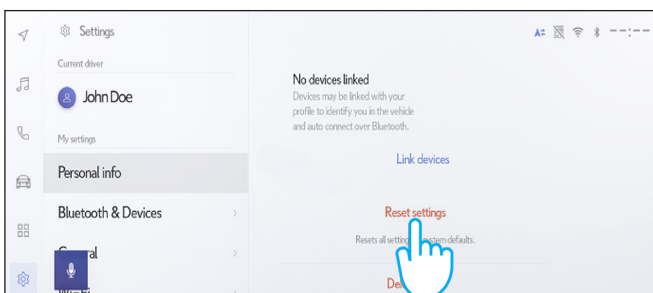 Settings
--:--
Current driver
John Doe
My settings
Personal info
Bluetooth & Devices
No devices linked
Devices may be linked with your
profile to identify you in the vehicle
and auto connect over Bluetooth.
Link devices
Reset settings
Resets all system defaults.